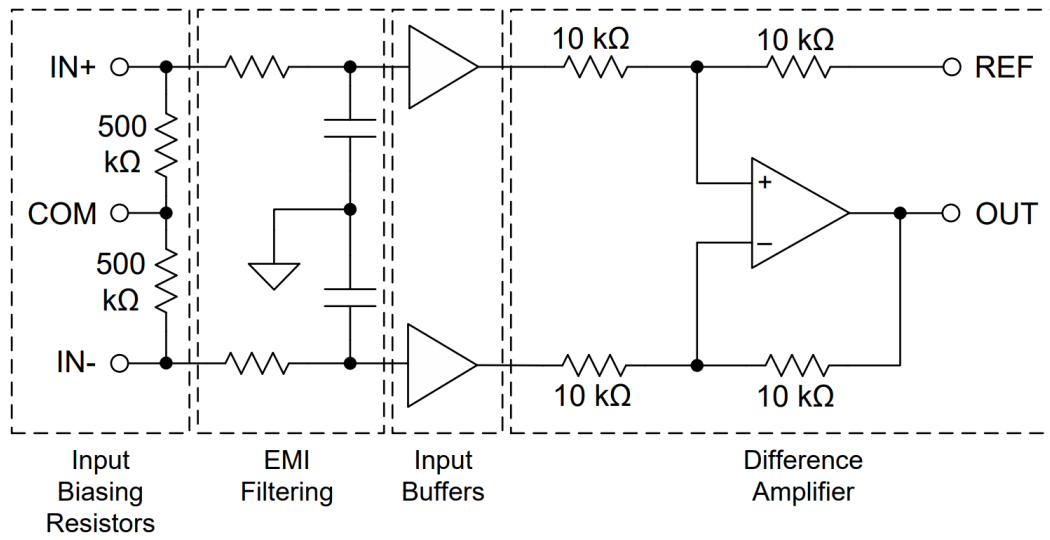 10 kΩ
10 kΩ
IN+
REF
500
kΩ
+
COM
OUT
500
kΩ
–
IN-
10 kΩ
10 kΩ
Input
Biasing
Resistors
EMI
Filtering
Input
Buffers
Difference
Amplifier